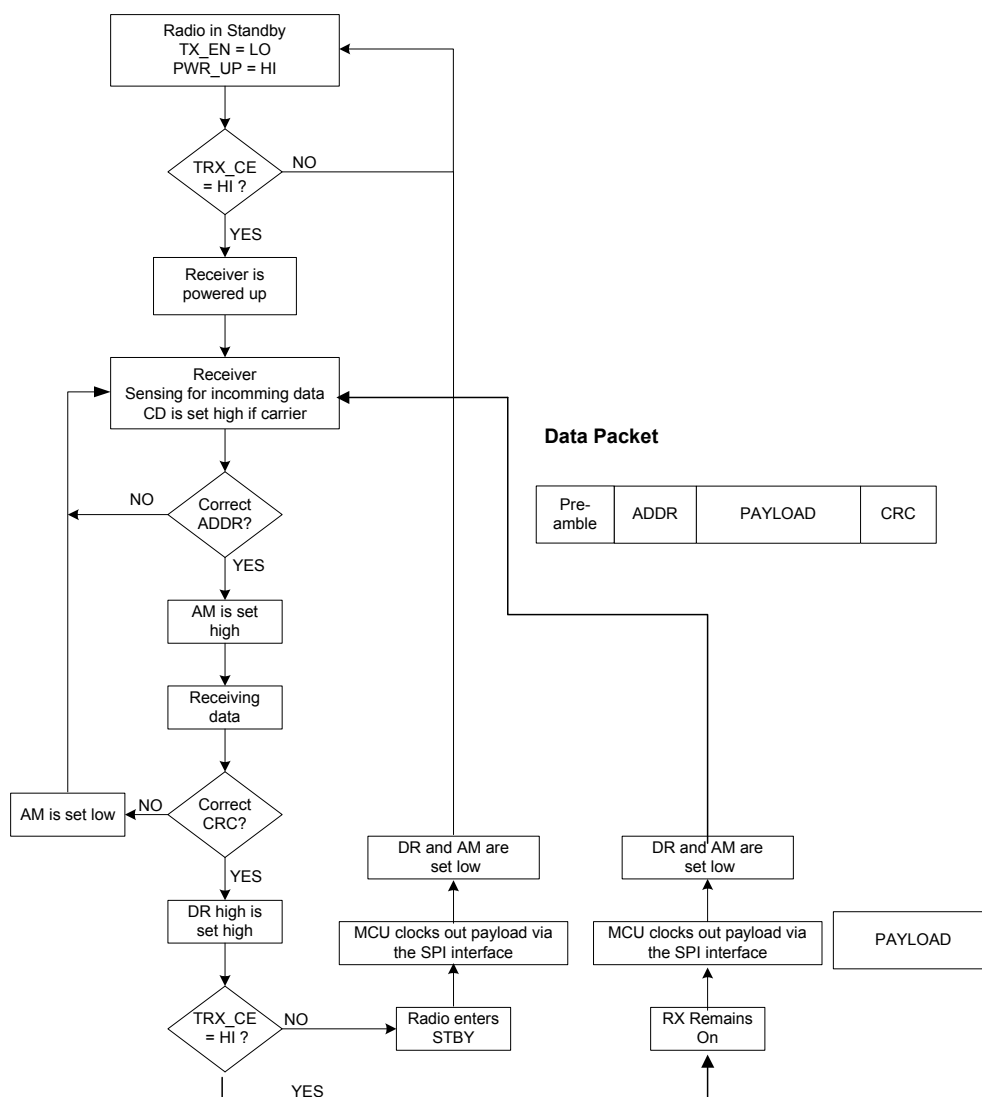 Radio in Standby
TX_EN = LO
PWR_UP = HI
TRX_CE
= HI ?
NO
YES
Receiver is
powered up
Receiver
Sensing for incomming data
CD is set high if carrier
Data Packet
Pre-
amble
ADDR
PAYLOAD
CRC
NO
Correct
ADDR?
YES
AM is set
high
Receiving
data
Correct
CRC?
NO
AM is set low
YES
DR high is
set high
TRX_CE
= HI ?
NO
Radio enters
STBY
MCU clocks out payload via
the SPI interface
DR and AM are
set low
YES
RX Remains
On
MCU clocks out payload via
the SPI interface
PAYLOAD
DR and AM are
set low